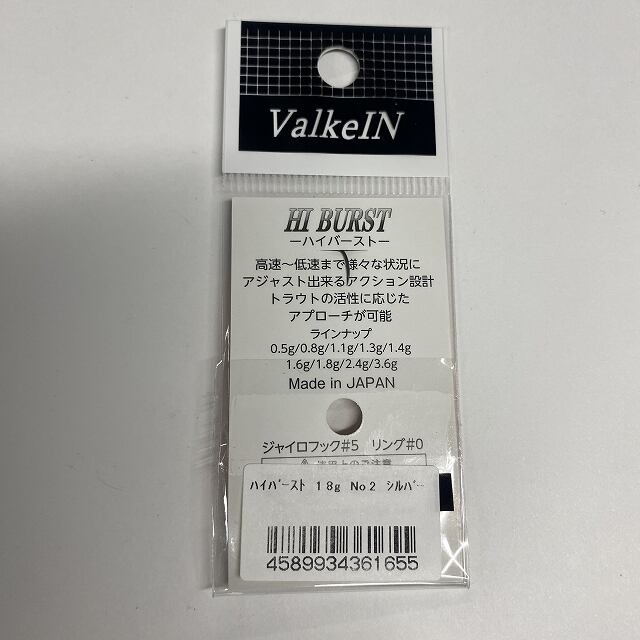 ValkeIN
HI BURST
ーハイバーストー
高速～低速まで様々な状況に
アジャスト出来るアクション設計
トラウトの活性に応じた
アプローチが可能
ラインナップ
0.5g/0.8g/1.1g/1.3g/1.4g
1.6g/1.8g/2.4g/3.6g
Made in JAPAN
ジャイロフック#5 リング#0
ﾊｲﾊﾞｰｽﾄ 1８g No２ ｼﾙﾊﾞｰ
4589934361655